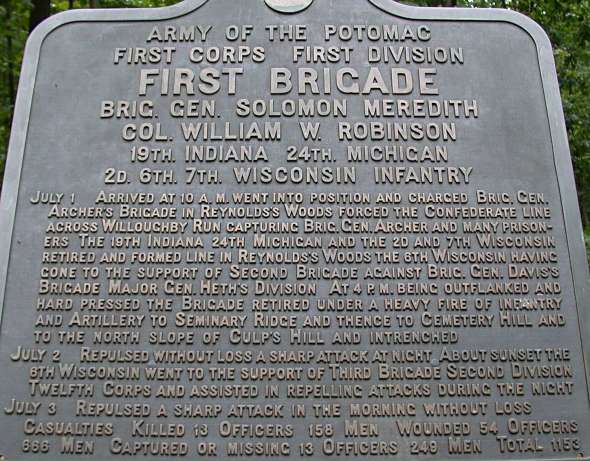 ARMY OF THE POTOMAC
FIRST CORPS FIRST DIVISION
FIRST BRIGADE
BRIG. GEN. SOLOMON MEREDITH
COL. WILLIAM W. ROBINSON
19TH. INDIANA 24TH. MICHIGAN
2D. 6TH. 7TH. WISCONSIN INFANTRY
JULY 1 ARRIVED AT 10 A.M. WENT INTO POSITION AND CHARGED BRIG. GEN.
ARCHER'S BRIGADE IN REYNOLDS'S WOODS FORCED THE CONFEDERATE LINE
ACROSS WILLOUGHBY RUN CAPTURING BRIG. GEN. ARCHER AND MANY PRISON-
ERS THE 19TH INDIANA 24TH MICHIGAN AND THE 2D AND 7TH WISCONSIN
RETIRED AND FORMED LINE IN REYNOLDS'S WOODS THE 6TH WISCONSIN HAVING
GONE TO THE SUPPORT OF SECOND BRIGADE AGAINST BRIG. GEN. DAVIS'S
BRIGADE MAJOR GEN. HETH'S DIVISION AT 4 P.M. BEING OUTFLANKED AND
HARD PRESSED THE BRIGADE RETIRED UNDER A HEAVY FIRE OF INFANTRY
AND ARTILLERY TO SEMINARY RIDGE AND THENCE TO CEMETERY HILL AND
TO THE NORTH SLOPE OF CULP'S HILL AND INTRENCHED
JULY 2 REPULSED WITHOUT LOSS A SHARP ATTACK AT NIGHT. ABOUT SUNSET THE
6TH WISCONSIN WENT TO THE SUPPORT OF THIRD BRIGADE SECOND DIVISION
TWELFTH CORPS AND ASSISTED IN REPELLING ATTACKS DURING THE NIGHT
JULY 3 REPULSED A SHARP ATTACK IN THE MORNING WITHOUT LOSS
CASUALTIES KILLED 13 OFFICERS 158 MEN WOUNDED 54 OFFICERS
666 MEN CAPTURED OR MISSING 13 OFFICERS 249 MEN TOTAL 1153